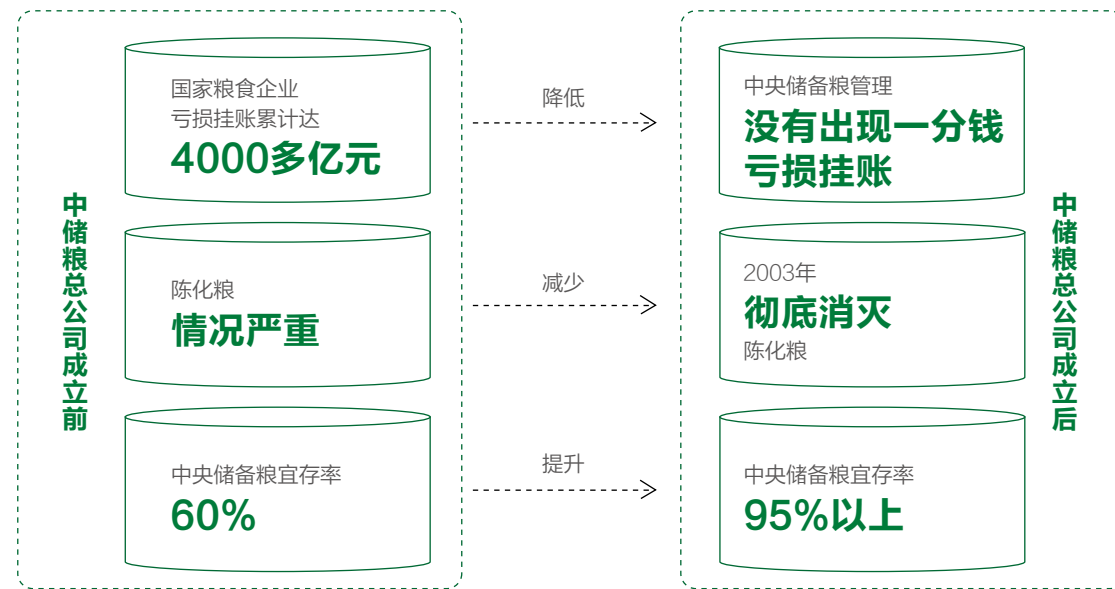 中储粮总公司成立前
国家粮食企业
亏损挂账累计达
4000多亿元
降低
中央储备粮管理
没有出现一分钱
亏损挂账
陈化粮
情况严重
减少
2003年
彻底消灭
陈化粮
中央储备粮宜存率
60%
提升
中央储备粮宜存率
95%以上
中储粮总公司成立后